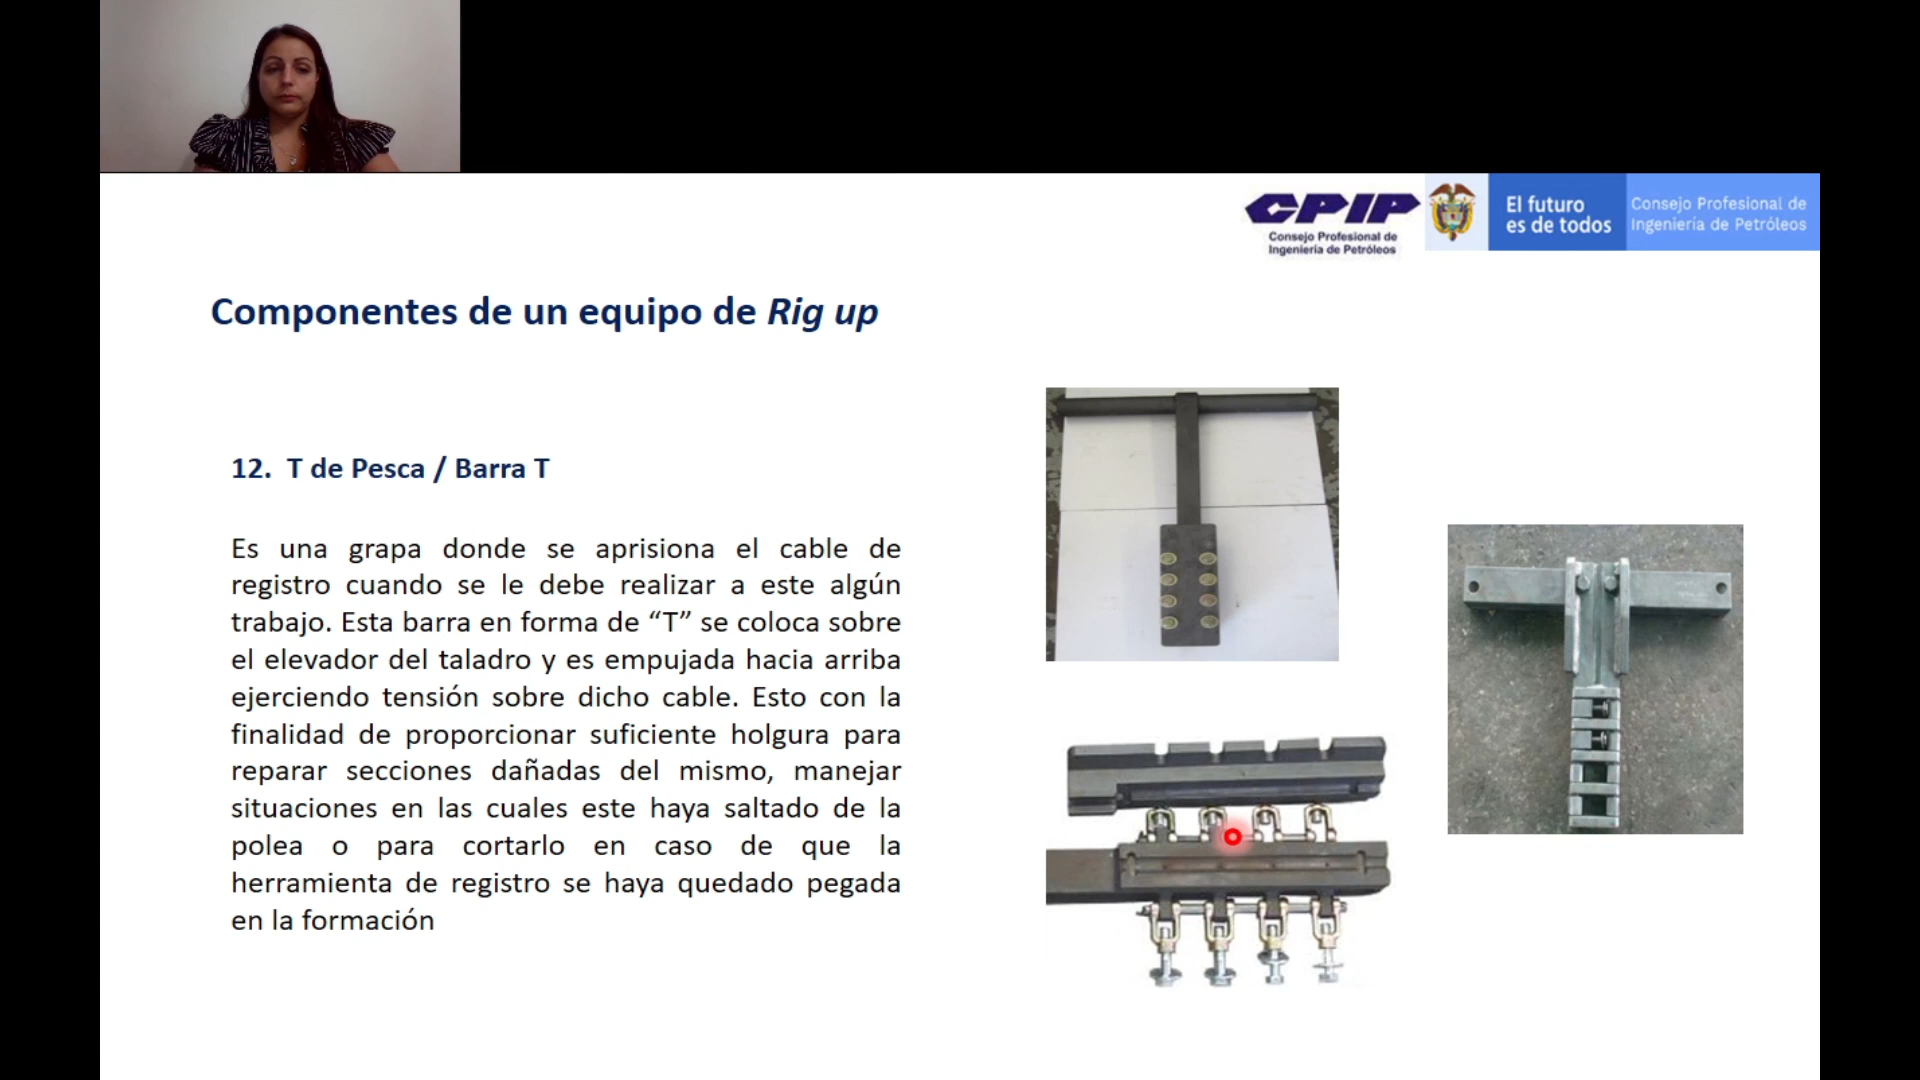 CPIP
Consejo Profesional de
Ingeniería de Petróleos
El futuro
es de todos
Consejo Profesional de
Ingeniería de Petróleos
Componentes de un equipo de Rig up
12. T de Pesca / Barra T
Es una grapa donde se aprisiona el cable de
registro cuando se le debe realizar a este algún
trabajo. Esta barra en forma de “T” se coloca sobre
el elevador del taladro y es empujada hacia arriba
ejerciendo tensión sobre dicho cable. Esto con la
finalidad de proporcionar suficiente holgura para
reparar secciones dañadas del mismo, manejar
situaciones en las cuales este haya saltado de la
polea o para cortarlo en caso de que la
herramienta de registro se haya quedado pegada
en la formación